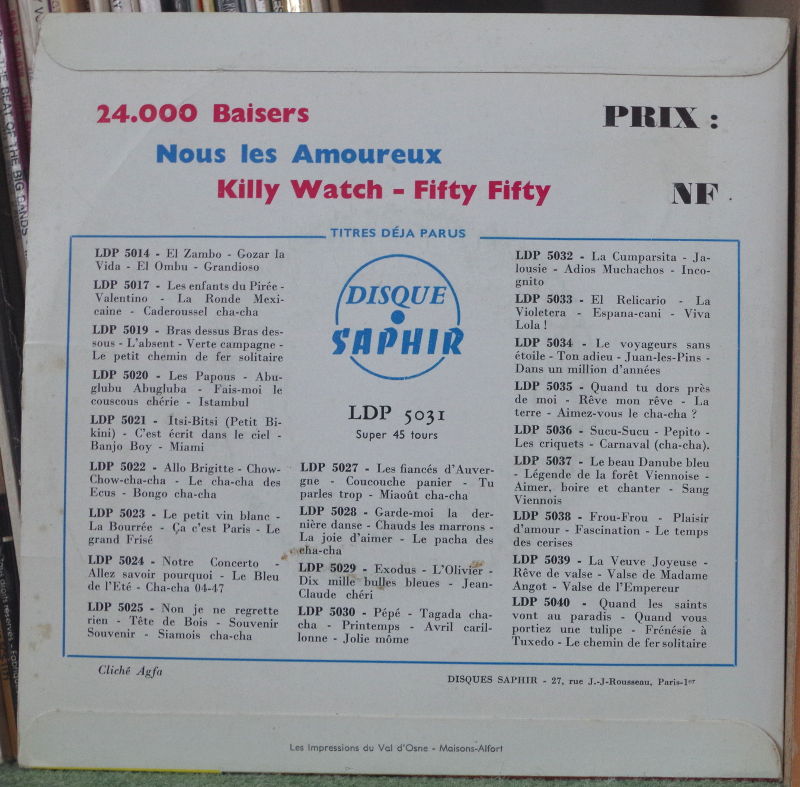 THE BEAT OF THE BIG BANDS
24.000 Baisers
PRIX :
Nous les Amoureux
Killy Watch - Fifty Fifty
NF
TITRES DÉJA PARUS
LDP 5014 - El Zambo - Gozar la
Vida - El Ombu - Grandioso
LDP 5017 - Les enfants du Pirée -
Valentino - La Ronde Mexi-
caine - Caderoussel cha-cha
LDP 5019 - Bras dessus Bras des-
sous - L'absent - Verte campagne -
Le petit chemin de fer solitaire
LDP 5020 - Les Papous - Abu-
glubu Abugluba - Fais-moi le
couscous chérie - Istambul
LDP 5021 - Itsi-Bitsi (Petit Bi-
kini) - C'est écrit dans le ciel -
Banjo Boy - Miami
LDP 5022 - Allo Brigitte - Chow-
Chow-cha-cha - Le cha-cha des
Ecus - Bongo cha-cha
LDP 5023 - Le petit vin blanc -
La Bourrée - Ça c'est Paris - Le
grand Frisé
LDP 5024 - Notre Concerto -
Allez savoir pourquoi - Le Bleu
de l'Eté - Cha-cha 04-47
LDP 5025 - Non je ne regrette
rien - Tête de Bois - Souvenir
Souvenir - Siamois cha-cha
DISQUE
SAPHIR
LDP 5031
Super 45 tours
LDP 5027 - Les fiancés d'Auver-
gne - Coucouche panier - Tu
parles trop - Miaoût cha-cha
LDP 5028 - Garde-moi la der-
nière danse - Chauds les marrons -
La joie d'aimer - Le pacha des
cha-cha
LDP 5029 - Exodus - L'Olivier -
Dix mille bulles bleues - Jean-
Claude chéri
LDP 5030 - Pépé - Tagada cha-
cha - Printemps - Avril caril-
lonne - Jolie môme
LDP 5032 - La Cumparsita - Ja-
lousie - Adios Muchachos - Inco-
gnito
LDP 5033 - El Relicario - La
Violetera - Espana-cani - Viva
Lola !
LDP 5034 - Le voyageurs sans
étoile - Ton adieu - Juan-les-Pins -
Dans un million d'années
LDP 5035 - Quand tu dors près
de moi - Rêve mon rêve - La
terre - Aimez-vous le cha-cha ?
LDP 5036 - Sucu-Sucu - Pepito -
Les criquets - Carnaval (cha-cha).
LDP 5037 - Le beau Danube bleu
- Légende de la forêt Viennoise -
Aimer, boire et chanter - Sang
Viennois
LDP 5038 - Frou-Frou - Plaisir
d'amour - Fascination - Le temps
des cerises
LDP 5039 - La Veuve Joyeuse -
Rêve de valse - Valse de Madame
Angot - Valse de l'Empereur
LDP 5040 - Quand les saints
vont au paradis - Quand vous
portiez une tulipe - Frénésie à
Tuxedo - Le chemin de fer solitaire
Cliché Agfa
DISQUES SAPHIR - 27, rue J.-J-Rousseau, Paris-1er
Les Impressions du Val d'Osne - Maisons-Alfort